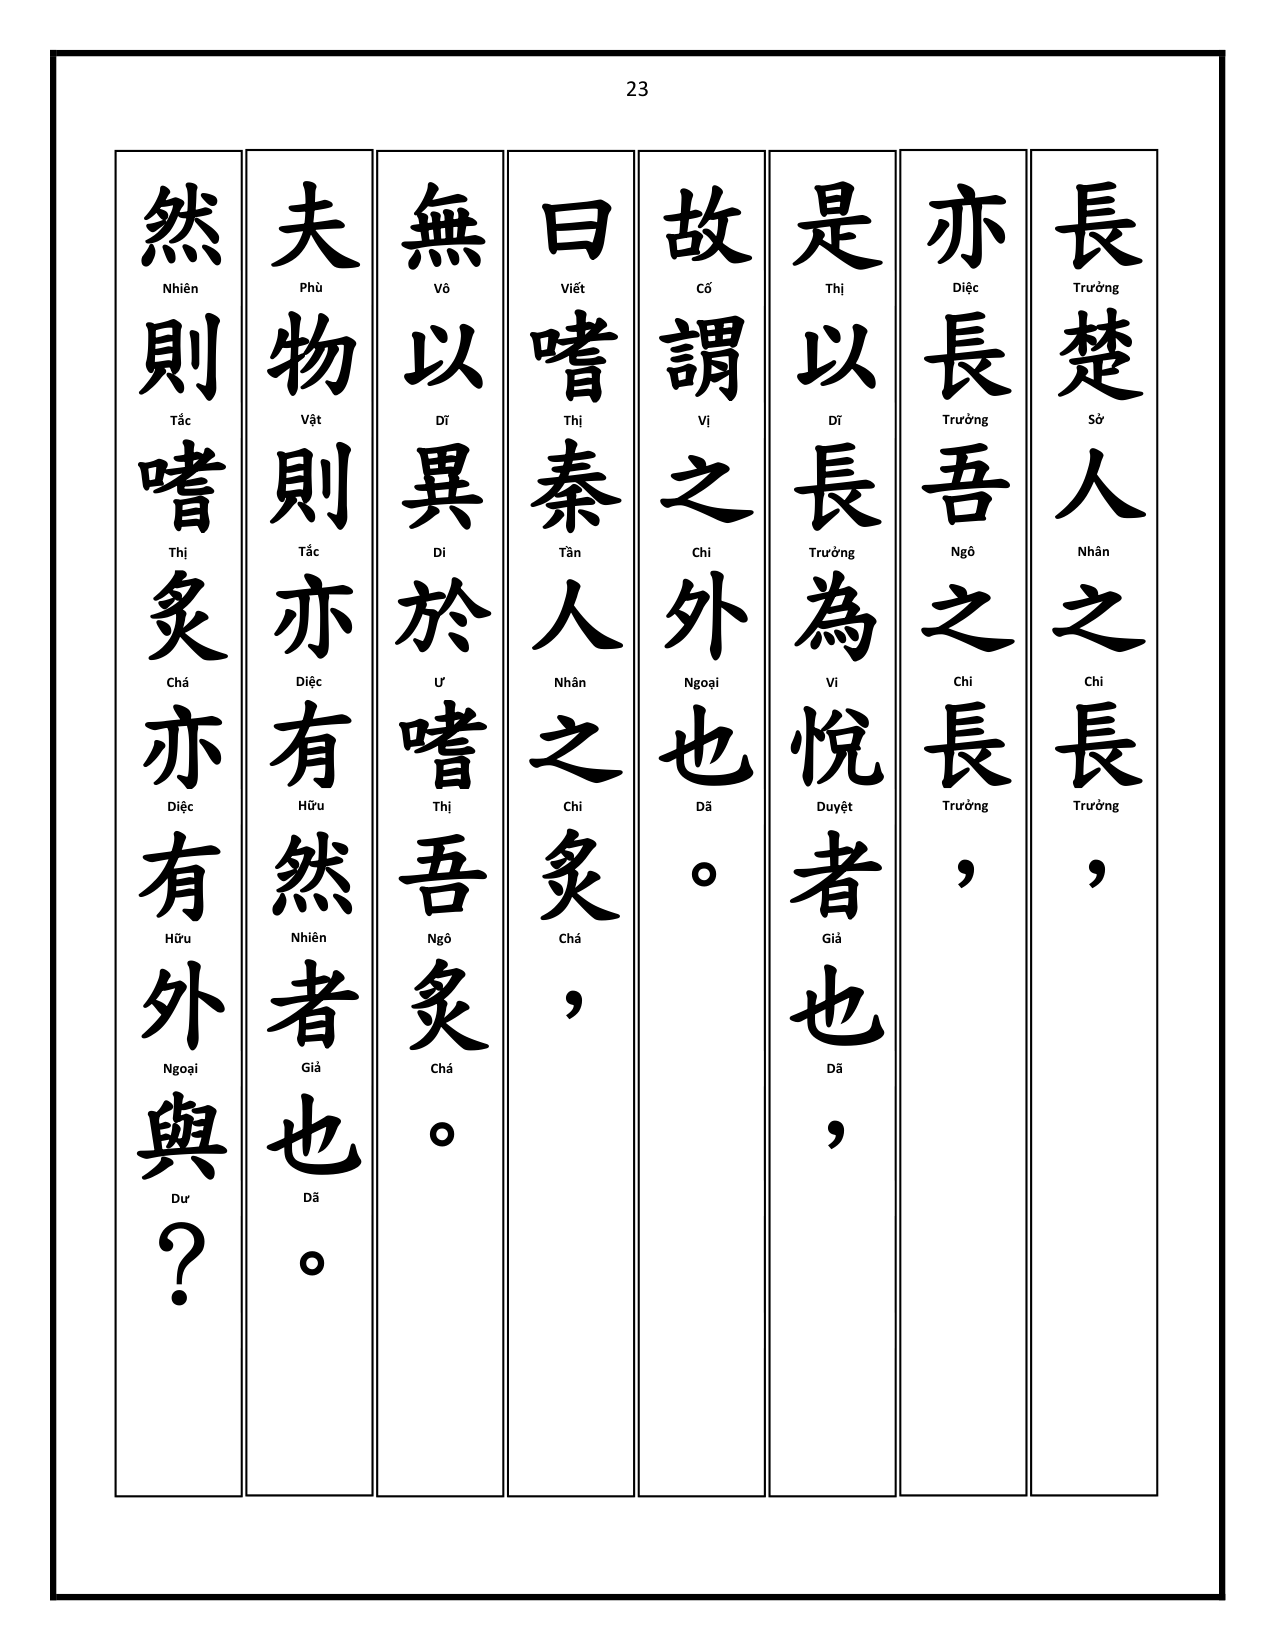 23
長楚人之長，
Trưởng Sở Nhân Chi Trưởng
亦長吾之長，
Diệc Trưởng Ngô Chi Trưởng
是以長為悅者也，
Thị Dĩ Trưởng Vi Duyệt Giả Dã
故謂之外也。
Cố Vị Chi Ngoại Dã
曰嗜秦人之炙，
Viết Thị Tần Nhân Chi Chá
無以異於嗜吾炙。
Vô Dĩ Di Ư Thị Ngô Chá
夫物則亦有然者也。
Phù Vật Tắc Diệc Hữu Nhiên Giả Dã
然則嗜炙亦有外與？
Nhiên Tắc Thị Chá Diệc Hữu Ngoại Dư